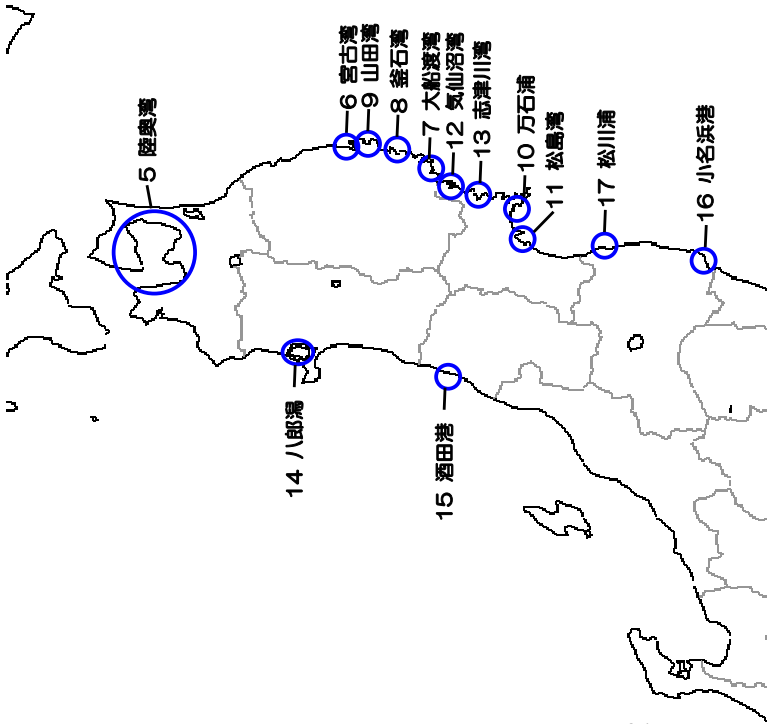 5 陸奥湾
6 宮古湾
9 山田湾
8 釜石湾
7 大船渡湾
12 気仙沼湾
13 志津川湾
10 万石浦
11 松島湾
17 松川浦
16 小名浜港
14 八郎潟
15 酒田港